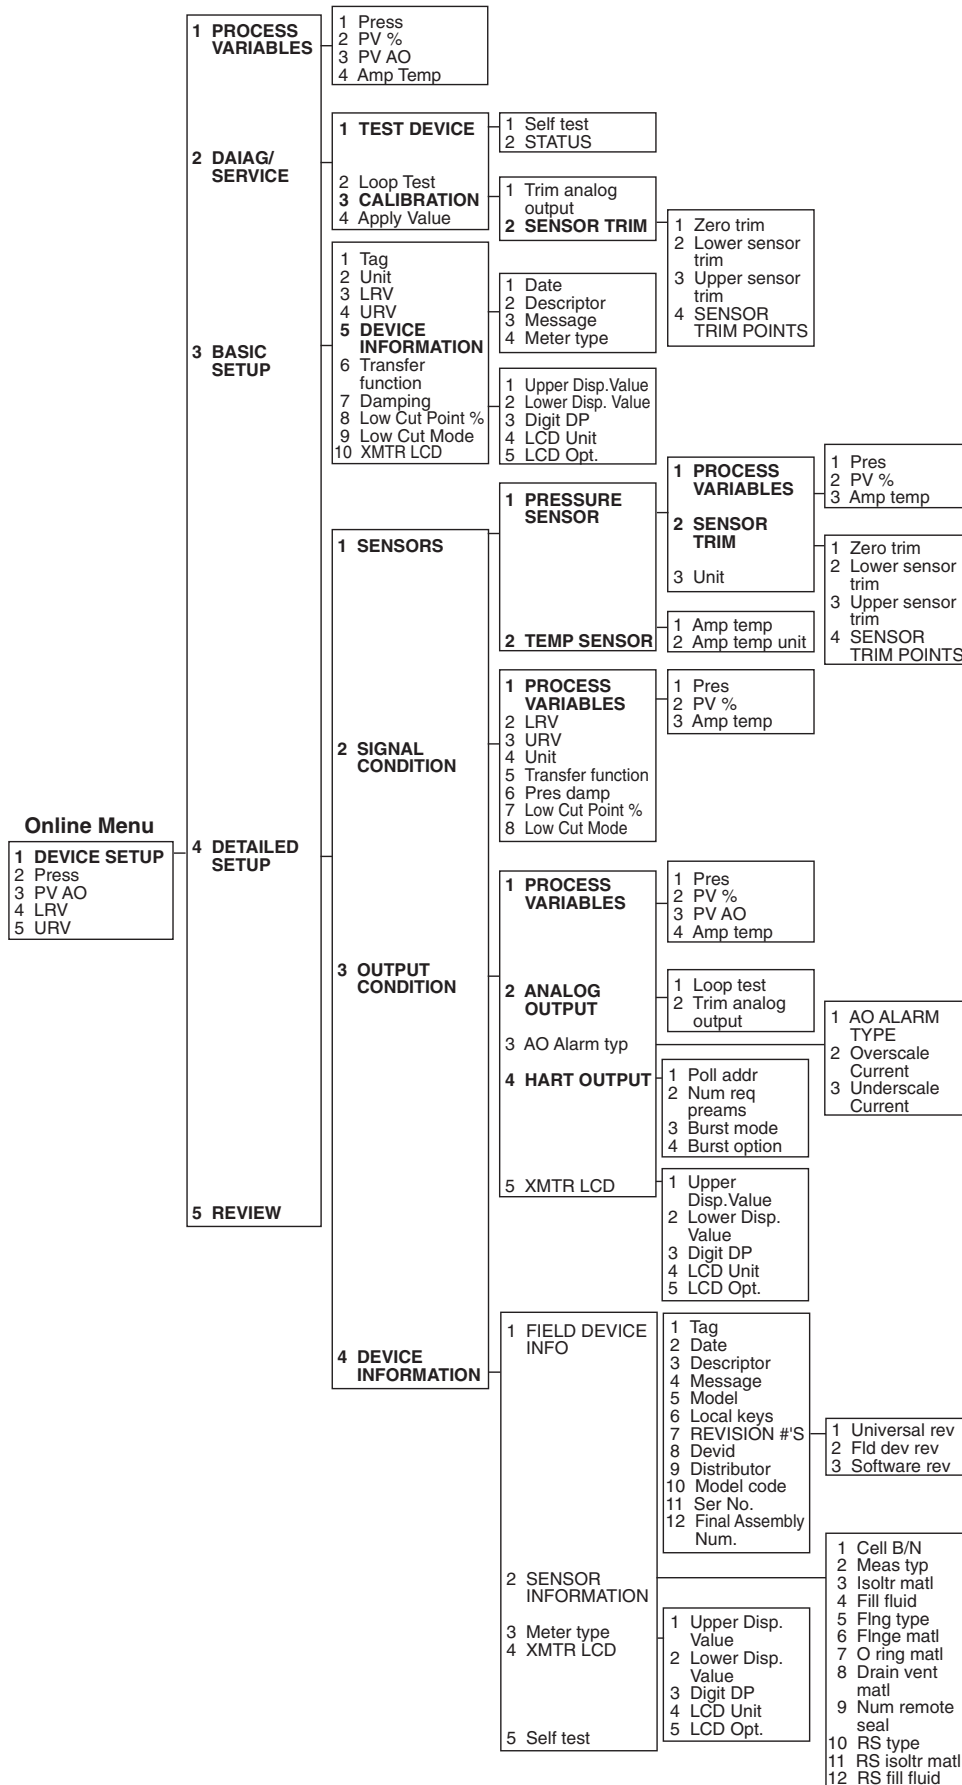 Online Menu
1 DEVICE SETUP
2 Press
3 PV AO
4 LRV
5 URV
1 PROCESS
VARIABLES
2 DAIAG/
SERVICE
3 BASIC
SETUP
4 DETAILED
SETUP
5 REVIEW
1 Press
2 PV %
3 PV AO
4 Amp Temp
1 TEST DEVICE
2 Loop Test
3 CALIBRATION
4 Apply Value
1 Self test
2 STATUS
1 Trim analog
output
2 SENSOR TRIM
1 Zero trim
2 Lower sensor
trim
3 Upper sensor
trim
4 SENSOR
TRIM POINTS
1 Tag
2 Unit
3 LRV
4 URV
5 DEVICE
INFORMATION
6 Transfer
function
7 Damping
8 Low Cut Point %
9 Low Cut Mode
10 XMTR LCD
1 Date
2 Descriptor
3 Message
4 Meter type
1 Upper Disp.Value
2 Lower Disp. Value
3 Digit DP
4 LCD Unit
5 LCD Opt.
1 SENSORS
2 SIGNAL
CONDITION
3 OUTPUT
CONDITION
4 DEVICE
INFORMATION
1 PRESSURE
SENSOR
2 TEMP SENSOR
1 PROCESS
VARIABLES
2 SENSOR
TRIM
3 Unit
1 Pres
2 PV %
3 Amp temp
1 Zero trim
2 Lower sensor
trim
3 Upper sensor
trim
4 SENSOR
TRIM POINTS
1 Amp temp
2 Amp temp unit
1 PROCESS
VARIABLES
2 LRV
3 URV
4 Unit
5 Transfer function
6 Pres damp
7 Low Cut Point %
8 Low Cut Mode
1 Pres
2 PV %
3 Amp temp
1 PROCESS
VARIABLES
2 ANALOG
OUTPUT
3 AO Alarm typ
4 HART OUTPUT
5 XMTR LCD
1 Pres
2 PV %
3 PV AO
4 Amp temp
1 Loop test
2 Trim analog
output
1 AO ALARM
TYPE
2 Overscale
Current
3 Underscale
Current
1 Poll addr
2 Num req
preams
3 Burst mode
4 Burst option
1 Upper
Disp.Value
2 Lower Disp.
Value
3 Digit DP
4 LCD Unit
5 LCD Opt.
1 FIELD DEVICE
INFO
2 SENSOR
INFORMATION
3 Meter type
4 XMTR LCD
5 Self test
1 Tag
2 Date
3 Descriptor
4 Message
5 Model
6 Local keys
7 REVISION #'S
8 Devid
9 Distributor
10 Model code
11 Ser No.
12 Final Assembly
Num.
1 Universal rev
2 Fld dev rev
3 Software rev
1 Cell B/N
2 Meas typ
3 Isoltr matl
4 Fill fluid
5 Flng type
6 Flnge matl
7 O ring matl
8 Drain vent
matl
9 Num remote
seal
10 RS type
11 RS isoltr matl
12 RS fill fluid
1 Upper Disp.
Value
2 Lower Disp.
Value
3 Digit DP
4 LCD Unit
5 LCD Opt.